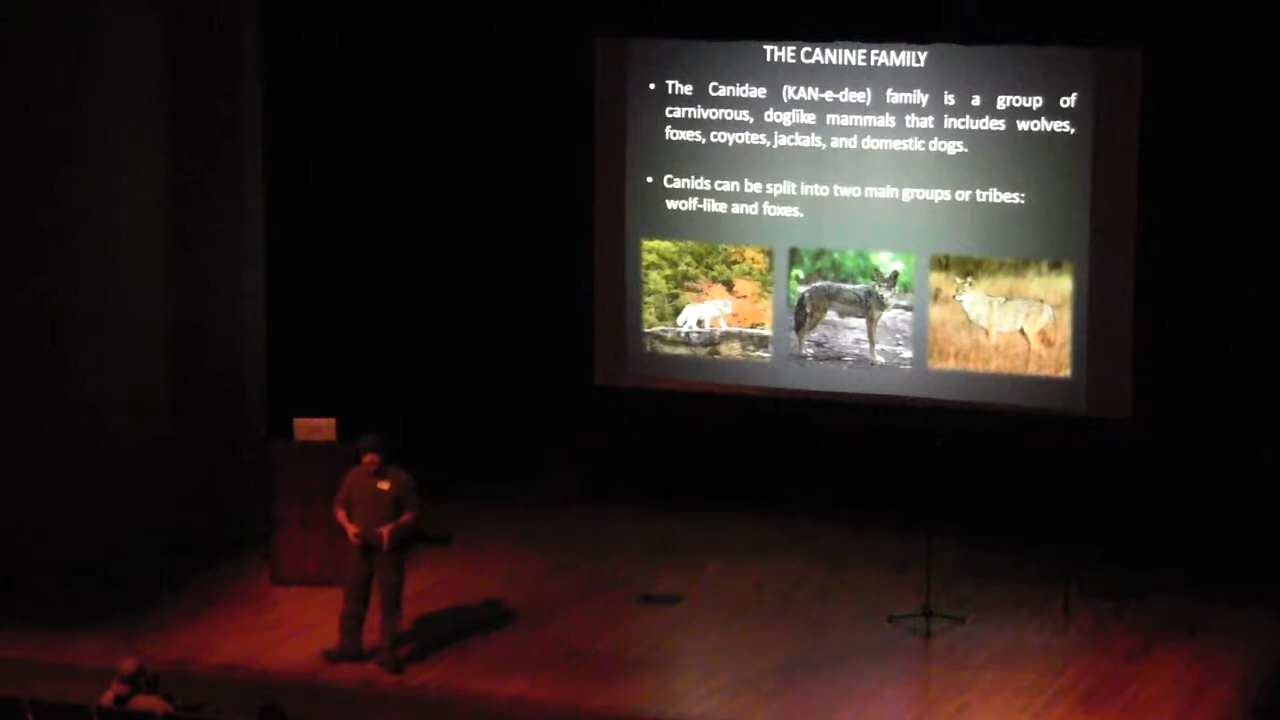 THE CANINE FAMILY
• The Canidae (KAN-e-dee) family is a group of
carnivorous, doglike mammals that includes wolves,
foxes, coyotes, jackals, and domestic dogs.
• Canids can be split into two main groups or tribes:
wolf-like and foxes.